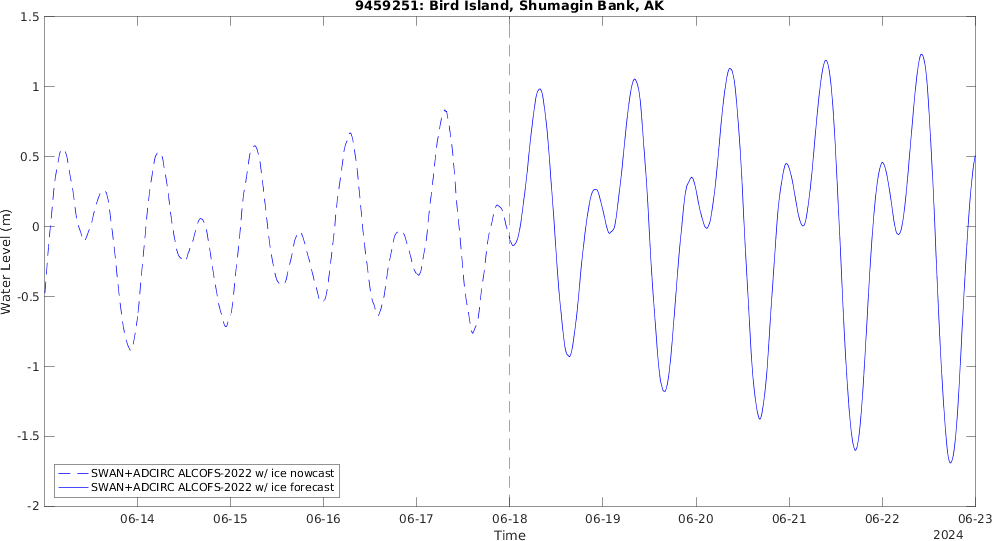 9459251: Bird Island, Shumagin Bank, AK
1.5
1
0.5
0
-0.5
-1
-1.5
-2
Water Level (m)
SWAN+ADCIRC ALCOFS-2022 w/ ice nowcast
SWAN+ADCIRC ALCOFS-2022 w/ ice forecast
06-14 06-15 06-16 06-17 06-18 06-19 06-20 06-21 06-22 06-23
Time
2024